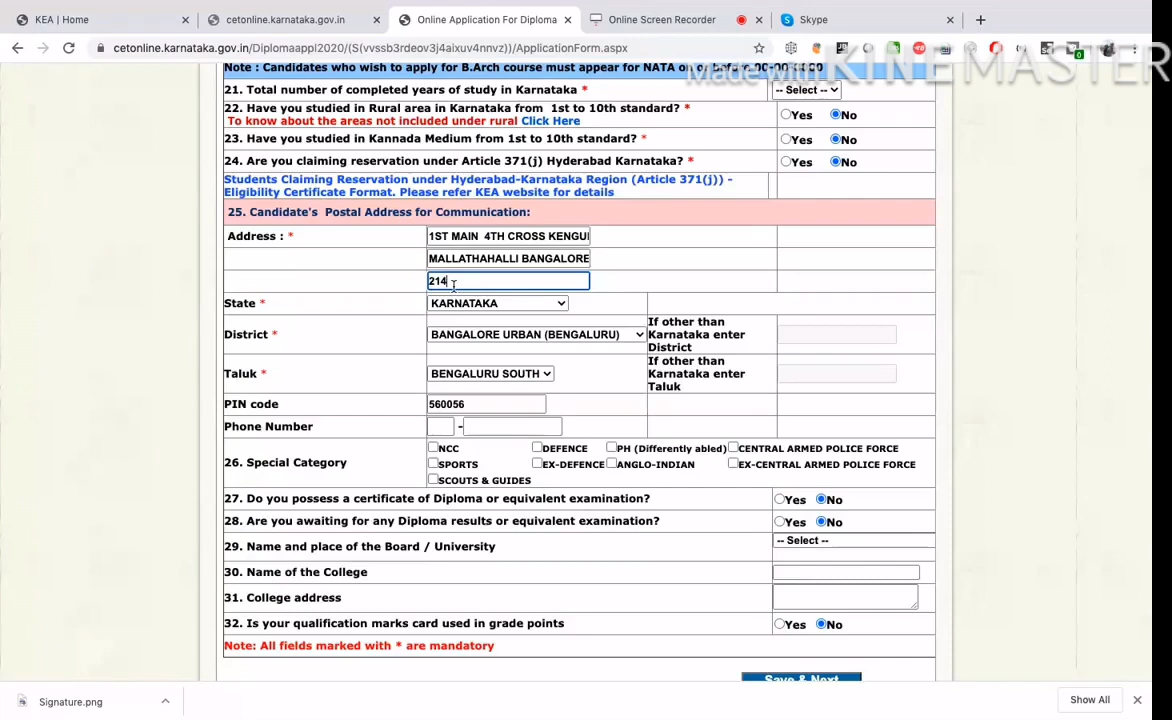 KEA | Home
cetonline.karnataka.gov.in
Online Application For Diploma
Online Screen Recorder
Skype
cetonline.karnataka.gov.in/Diplomaappl2020/(S(vvssb3rdeov3j4aixuv4nnvz))/ApplicationForm.aspx
Made with KINEMASTER
Note : Candidates who wish to apply for B.Arch course must appear for NATA on or before 00-00-0000
21. Total number of completed years of study in Karnataka *
-- Select --
22. Have you studied in Rural area in Karnataka from 1st to 10th standard? *
To know about the areas not included under rural Click Here
Yes No
23. Have you studied in Kannada Medium from 1st to 10th standard? *
Yes No
24. Are you claiming reservation under Article 371(j) Hyderabad Karnataka? *
Yes No
Students Claiming Reservation under Hyderabad-Karnataka Region (Article 371(j)) -
Eligibility Certificate Format. Please refer KEA website for details
25. Candidate's Postal Address for Communication:
Address : *
1ST MAIN 4TH CROSS KENGUI
MALLATHAHALLI BANGALORE
214
State *
KARNATAKA
District *
BANGALORE URBAN (BENGALURU)
If other than
Karnataka enter
District
Taluk *
BENGALURU SOUTH
If other than
Karnataka enter
Taluk
PIN code
560056
Phone Number
-
26. Special Category
NCC DEFENCE PH (Differently abled) CENTRAL ARMED POLICE FORCE
SPORTS EX-DEFENCE ANGLO-INDIAN EX-CENTRAL ARMED POLICE FORCE
SCOUTS & GUIDES
27. Do you possess a certificate of Diploma or equivalent examination?
Yes No
28. Are you awaiting for any Diploma results or equivalent examination?
Yes No
29. Name and place of the Board / University
-- Select --
30. Name of the College
31. College address
32. Is your qualification marks card used in grade points
Yes No
Note: All fields marked with * are mandatory
Save & Next
Signature.png
Show All